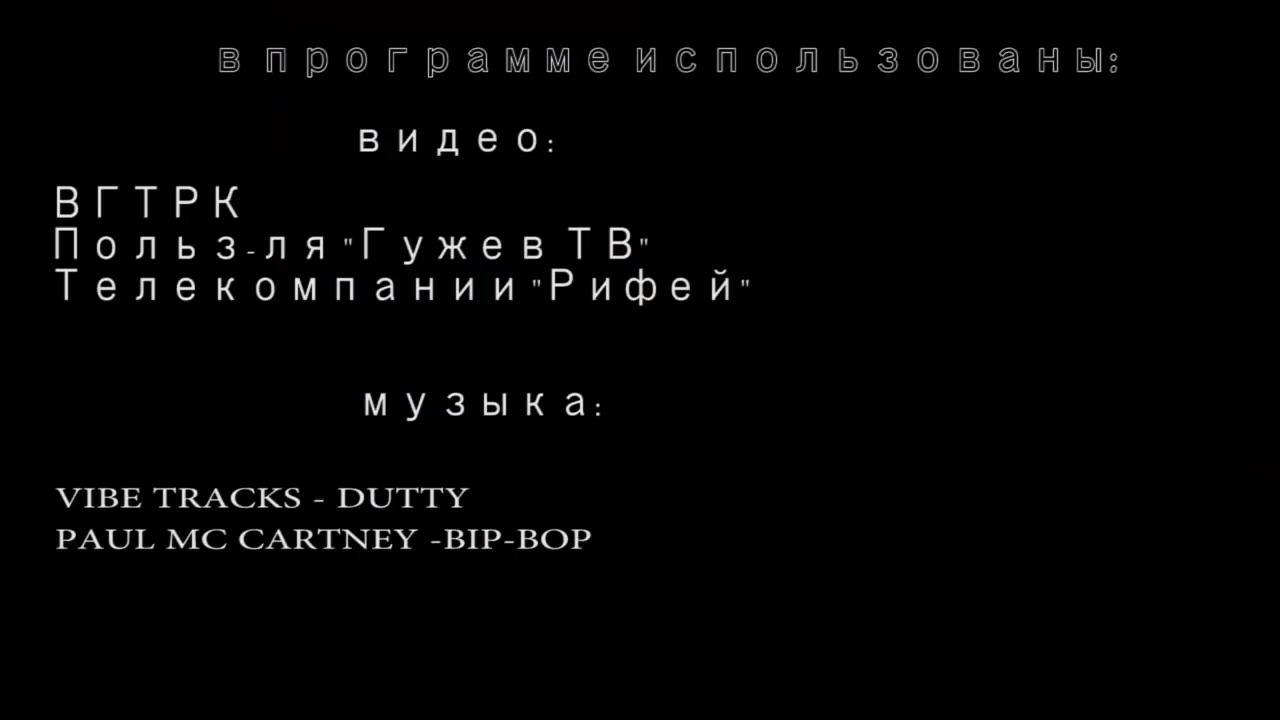 в программе использованы:
видео:
ВГТРК
Польз-ля "Гужев ТВ"
Телекомпании "Рифей"
музыка:
VIBE TRACKS - DUTTY
PAUL MC CARTNEY -BIP-BOP